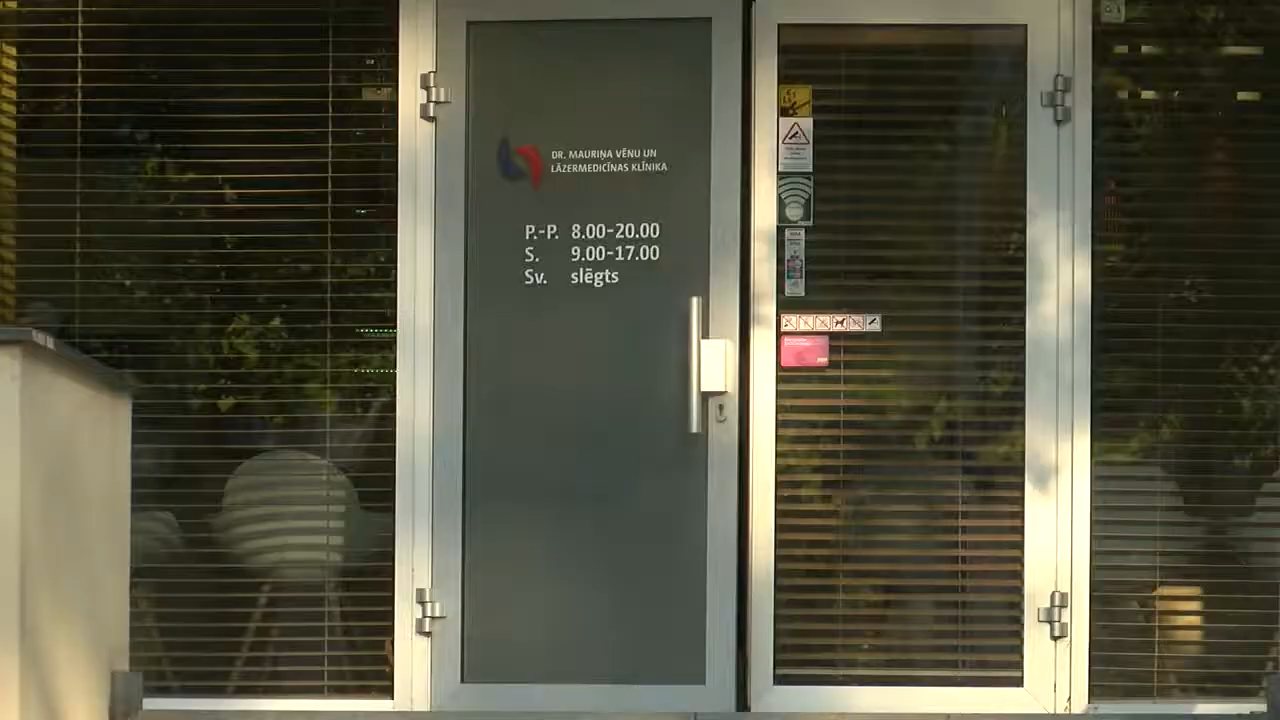 DR. MAURIŅA VĒNU UN
LĀZERMEDICĪNAS KLĪNIKA
P.-P. 8.00-20.00
S. 9.00-17.00
Sv. slēgts